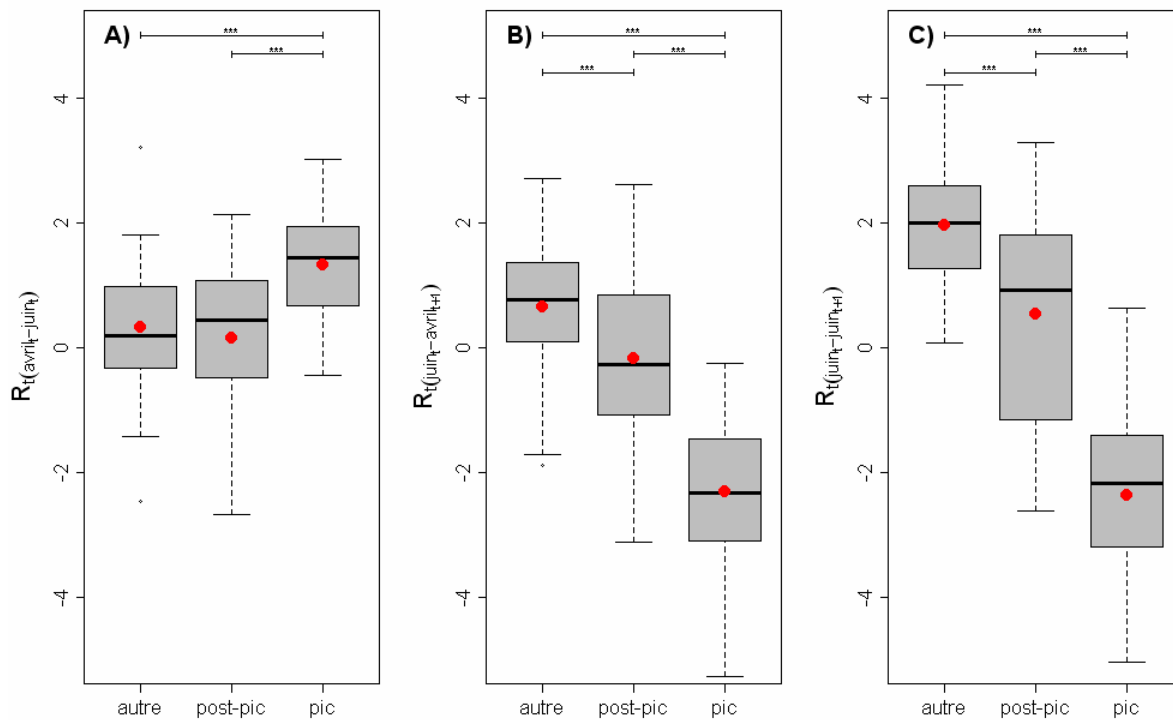 A)
***
***
4
2
0
-2
-4
Rt(avrilt−juint)
autre post-pic pic
B)
***
***
***
4
2
0
-2
-4
Rt(juint−avrilt+1)
autre post-pic pic
C)
***
***
***
4
2
0
-2
-4
Rt(juint−juint+1)
autre post-pic pic